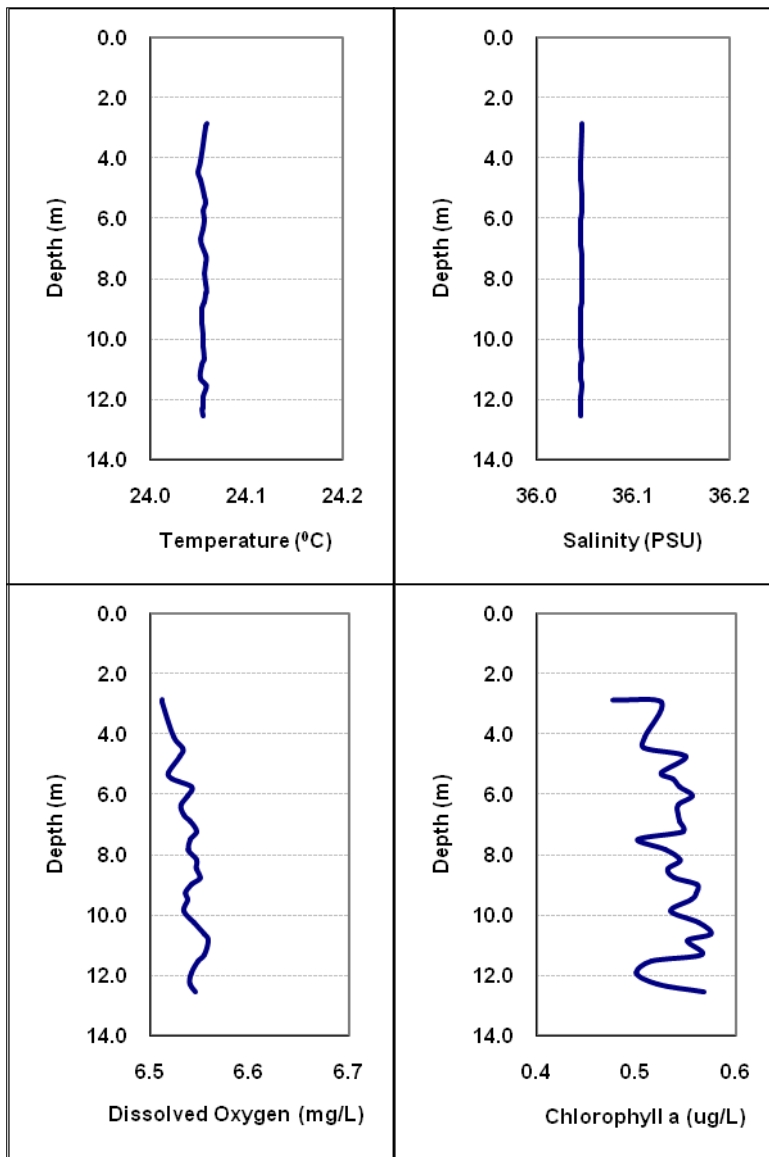 0.0
2.0
4.0
6.0
8.0
10.0
12.0
14.0
Depth (m)
24.0 24.1 24.2
Temperature (⁰C)
0.0
2.0
4.0
6.0
8.0
10.0
12.0
14.0
Depth (m)
36.0 36.1 36.2
Salinity (PSU)
0.0
2.0
4.0
6.0
8.0
10.0
12.0
14.0
Depth (m)
6.5 6.6 6.7
Dissolved Oxygen (mg/L)
0.0
2.0
4.0
6.0
8.0
10.0
12.0
14.0
Depth (m)
0.4 0.5 0.6
Chlorophyll a (ug/L)